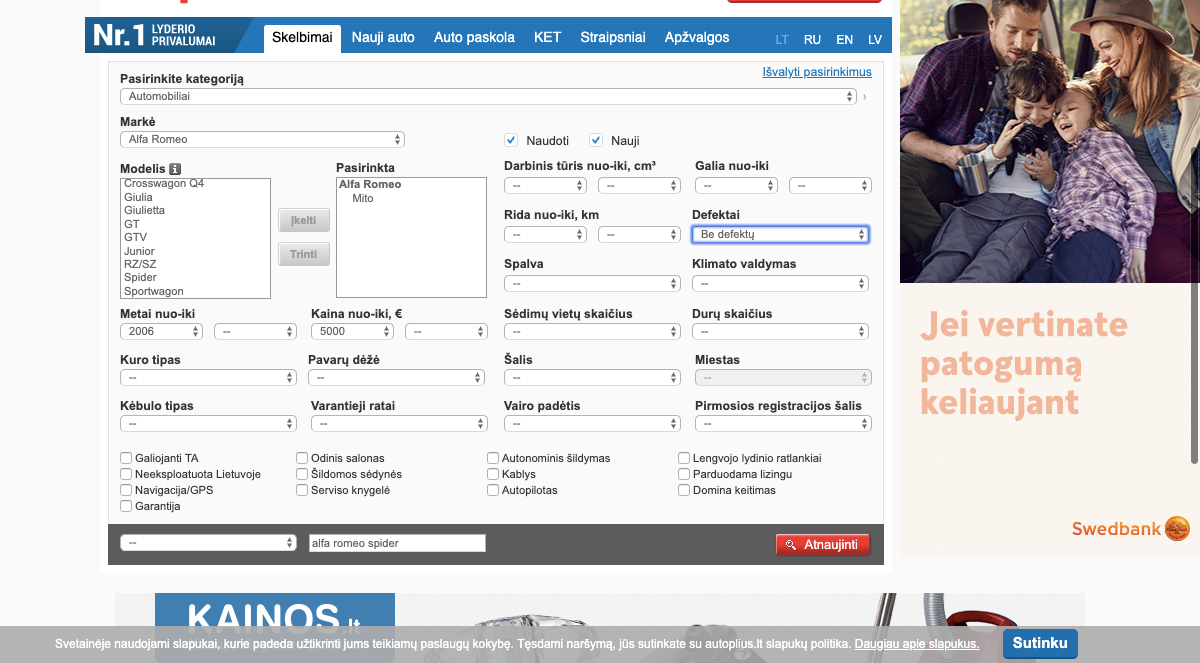 Nr.1 LYDERIO PRIVALUMAI
Skelbimai Nauji auto Auto paskola KET Straipsniai Apžvalgos LT RU EN LV
Išvalyti pasirinkimus
Pasirinkite kategoriją
Automobiliai
Markė
Alfa Romeo
Naudoti Nauji
Modelis i
Crosswagon Q4
Giulia
Giulietta
GT
GTV
Junior
RZ/SZ
Spider
Sportwagon
Įkelti
Trinti
Pasirinkta
Alfa Romeo
Mito
Darbinis tūris nuo-iki, cm³ Galia nuo-iki
-- -- -- --
Rida nuo-iki, km Defektai
-- -- Be defektų
Spalva Klimato valdymas
-- --
Metai nuo-iki Kaina nuo-iki, € Sėdimų vietų skaičius Durų skaičius
2006 -- 5000 -- -- --
Kuro tipas Pavarų dėžė Šalis Miestas
-- -- -- --
Kėbulo tipas Varantieji ratai Vairo padėtis Pirmosios registracijos šalis
-- -- -- --
Galiojanti TA Odinis salonas Autonominis šildymas Lengvojo lydinio ratlankiai
Neeksploatuota Lietuvoje Šildomos sėdynės Kablys Parduodama lizingu
Navigacija/GPS Serviso knygelė Autopilotas Domina keitimas
Garantija
-- alfa romeo spider Atnaujinti
Jei vertinate
patogumą
keliaujant
Swedbank
KAINOS.lt
Svetainėje naudojami slapukai, kurie padeda užtikrinti jums teikiamų paslaugų kokybę. Tęsdami naršymą, jūs sutinkate su autoplius.lt slapukų politika. Daugiau apie slapukus. Sutinku